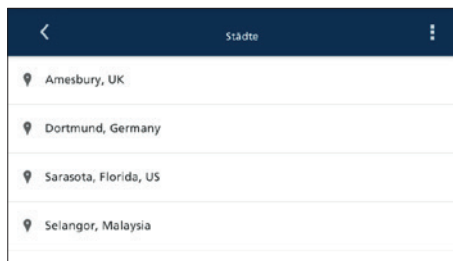 Städte
Amesbury, UK
Dortmund, Germany
Sarasota, Florida, US
Selangor, Malaysia